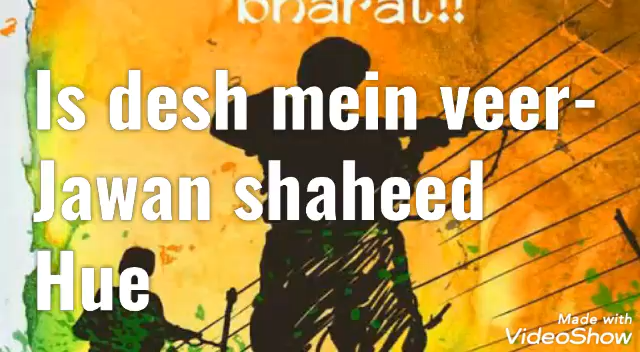 bharat!!
Is desh mein veer-
Jawan shaheed
Hue
Made with
VideoShow